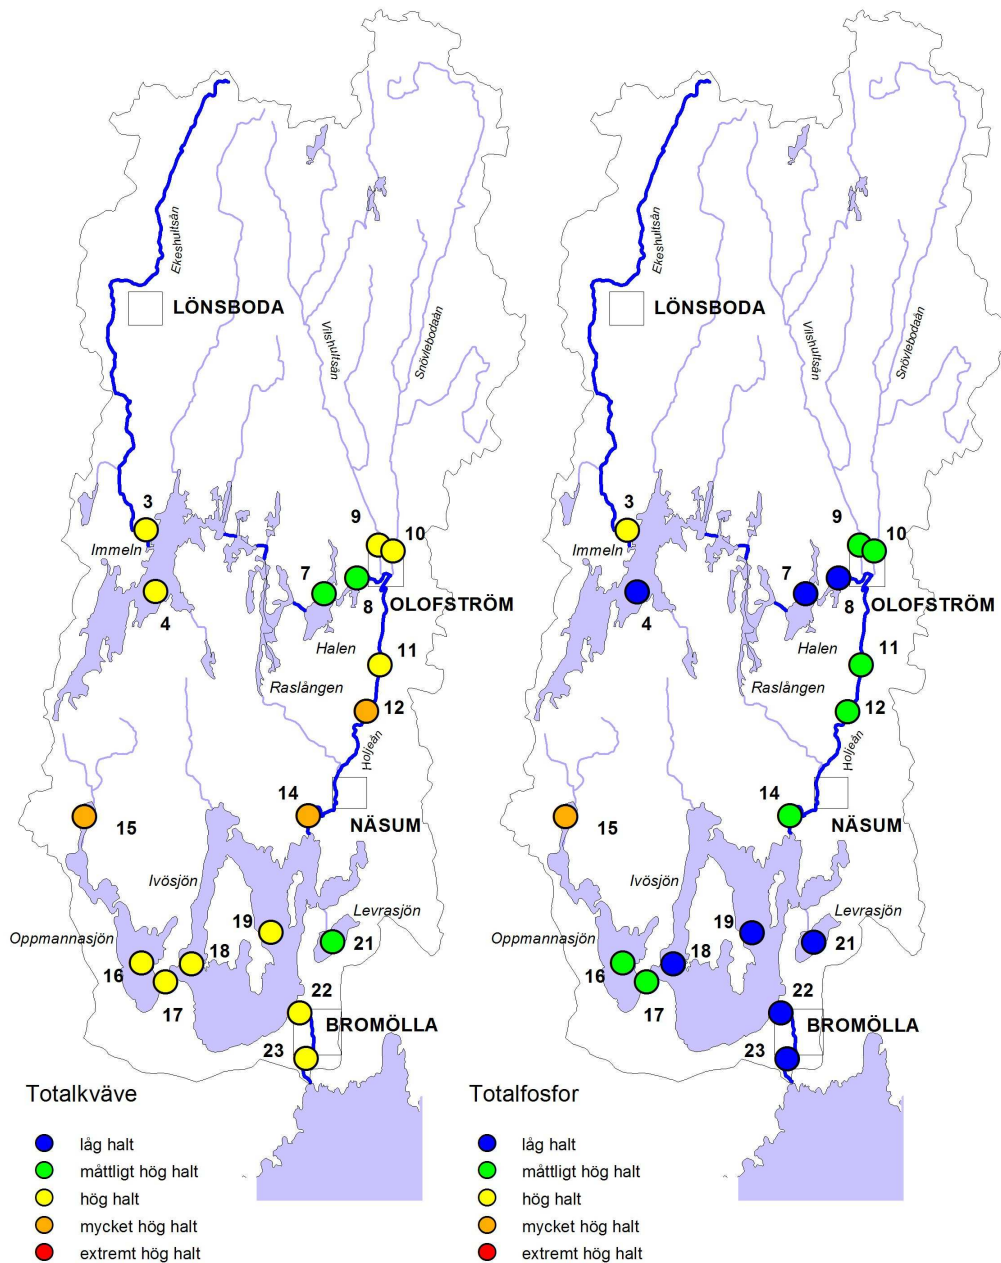 Ekeshultsån
LÖNSBODA
Vilshultsån
Snövlebodaån
3
9
10
Immeln
7
8
OLOFSTRÖM
4
Halen
11
Raslången
12
Holjeån
14
15
NÄSUM
Ivösjön
19
Levrasjön
Oppmannasjön
18
21
16
17
22
BROMÖLLA
23
Totalkväve
låg halt
måttligt hög halt
hög halt
mycket hög halt
extremt hög halt
Ekeshultsån
LÖNSBODA
Vilshultsån
Snövlebodaån
3
9
10
Immeln
7
8
OLOFSTRÖM
4
Halen
11
Raslången
12
Holjeån
14
15
NÄSUM
Ivösjön
19
Levrasjön
Oppmannasjön
18
21
16
17
22
BROMÖLLA
23
Totalfosfor
låg halt
måttligt hög halt
hög halt
mycket hög halt
extremt hög halt